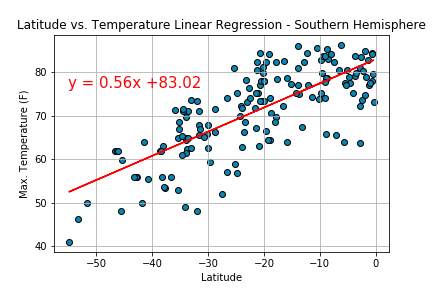 Latitude vs. Temperature Linear Regression - Southern Hemisphere
y = 0.56x +83.02
Max. Temperature (F)
80
70
60
50
40
−50
−40
−30
−20
−10
0
Latitude